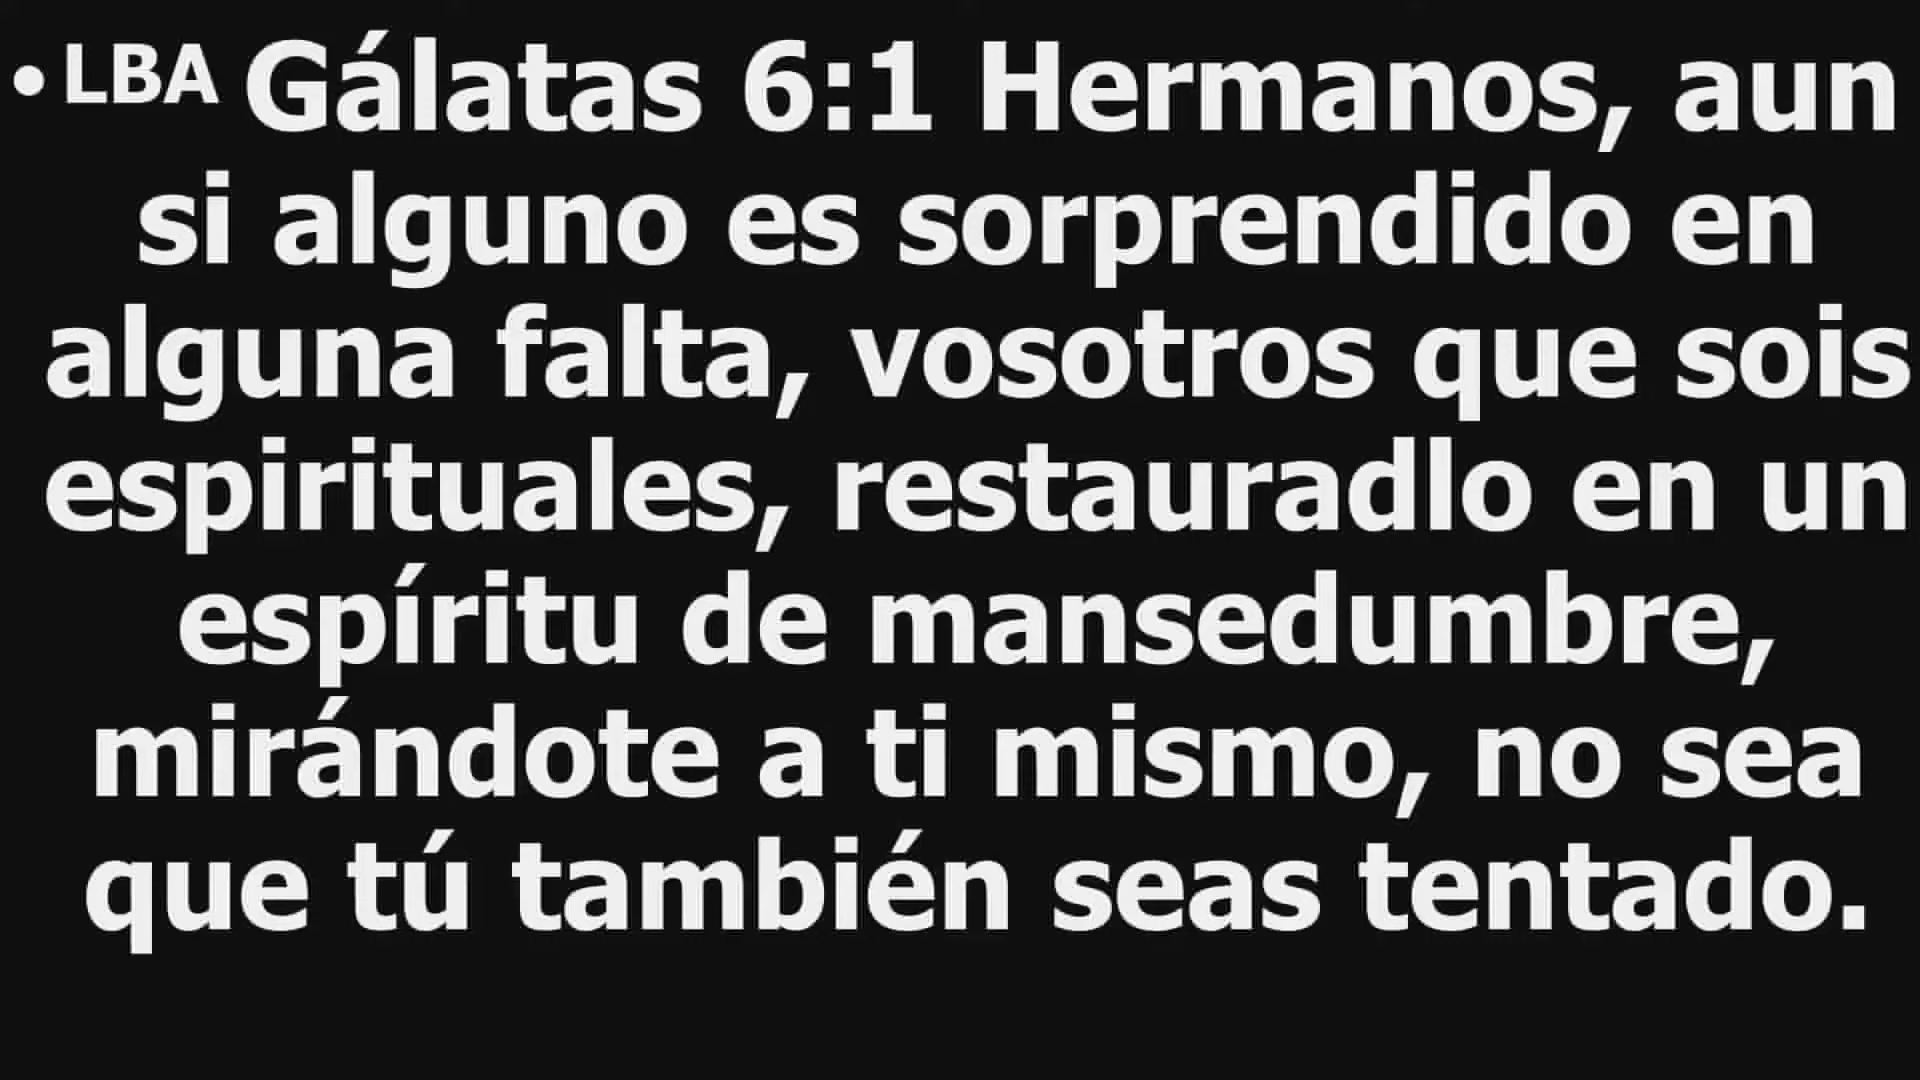 • LBA Gálatas 6:1 Hermanos, aun
si alguno es sorprendido en
alguna falta, vosotros que sois
espirituales, restauradlo en un
espíritu de mansedumbre,
mirándote a ti mismo, no sea
que tú también seas tentado.